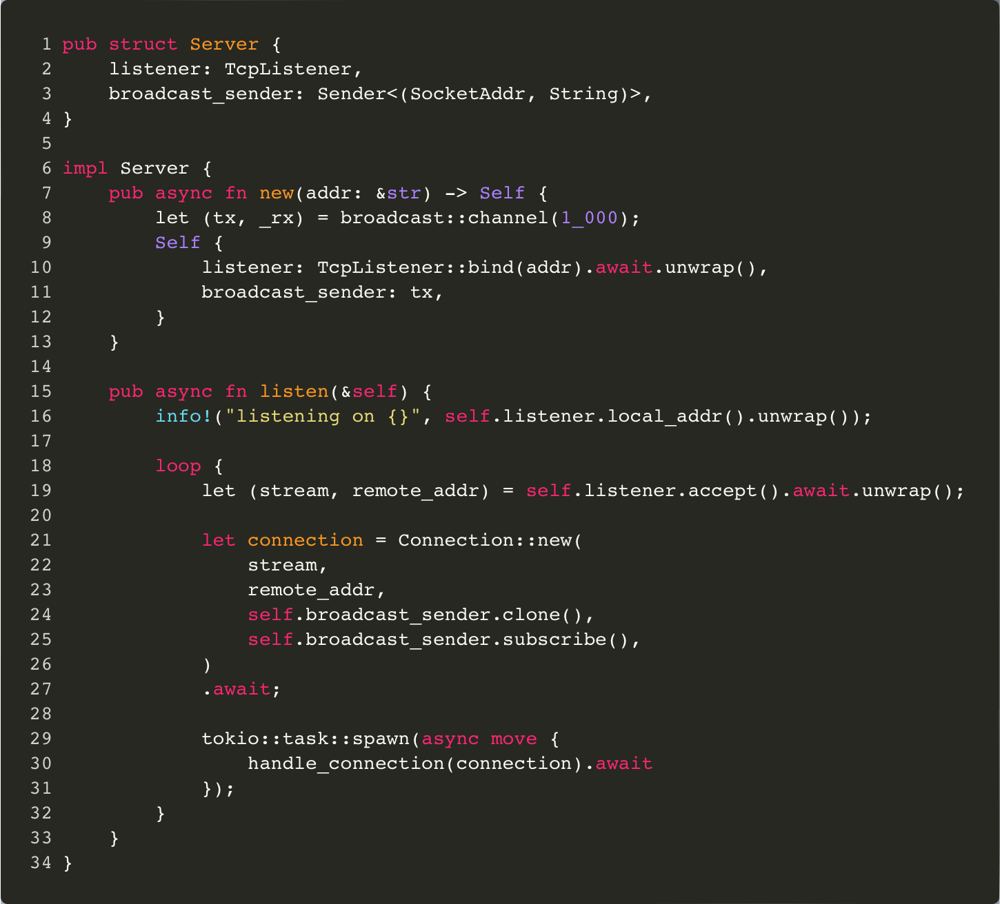 1 pub struct Server {
2     listener: TcpListener,
3     broadcast_sender: Sender<(SocketAddr, String)>,
4 }
5
6 impl Server {
7     pub async fn new(addr: &str) -> Self {
8         let (tx, _rx) = broadcast::channel(1_000);
9         Self {
10             listener: TcpListener::bind(addr).await.unwrap(),
11             broadcast_sender: tx,
12         }
13     }
14
15     pub async fn listen(&self) {
16         info!("listening on {}", self.listener.local_addr().unwrap());
17
18         loop {
19             let (stream, remote_addr) = self.listener.accept().await.unwrap();
20
21             let connection = Connection::new(
22                 stream,
23                 remote_addr,
24                 self.broadcast_sender.clone(),
25                 self.broadcast_sender.subscribe(),
26             )
27             .await;
28
29             tokio::task::spawn(async move {
30                 handle_connection(connection).await
31             });
32         }
33     }
34 }